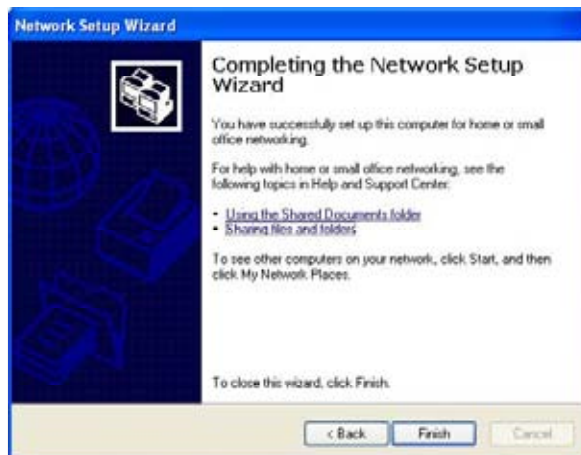 Network Setup Wizard
Completing the Network Setup
Wizard
You have successfully set up this computer for home or small
office networking.
For help with home or small office networking, see the
following topics in Help and Support Center:
• Using the Shared Documents folder
• Sharing files and folders
To see other computers on your network, click Start, and then
click My Network Places.
To close this wizard, click Finish.
< Back Finish Cancel